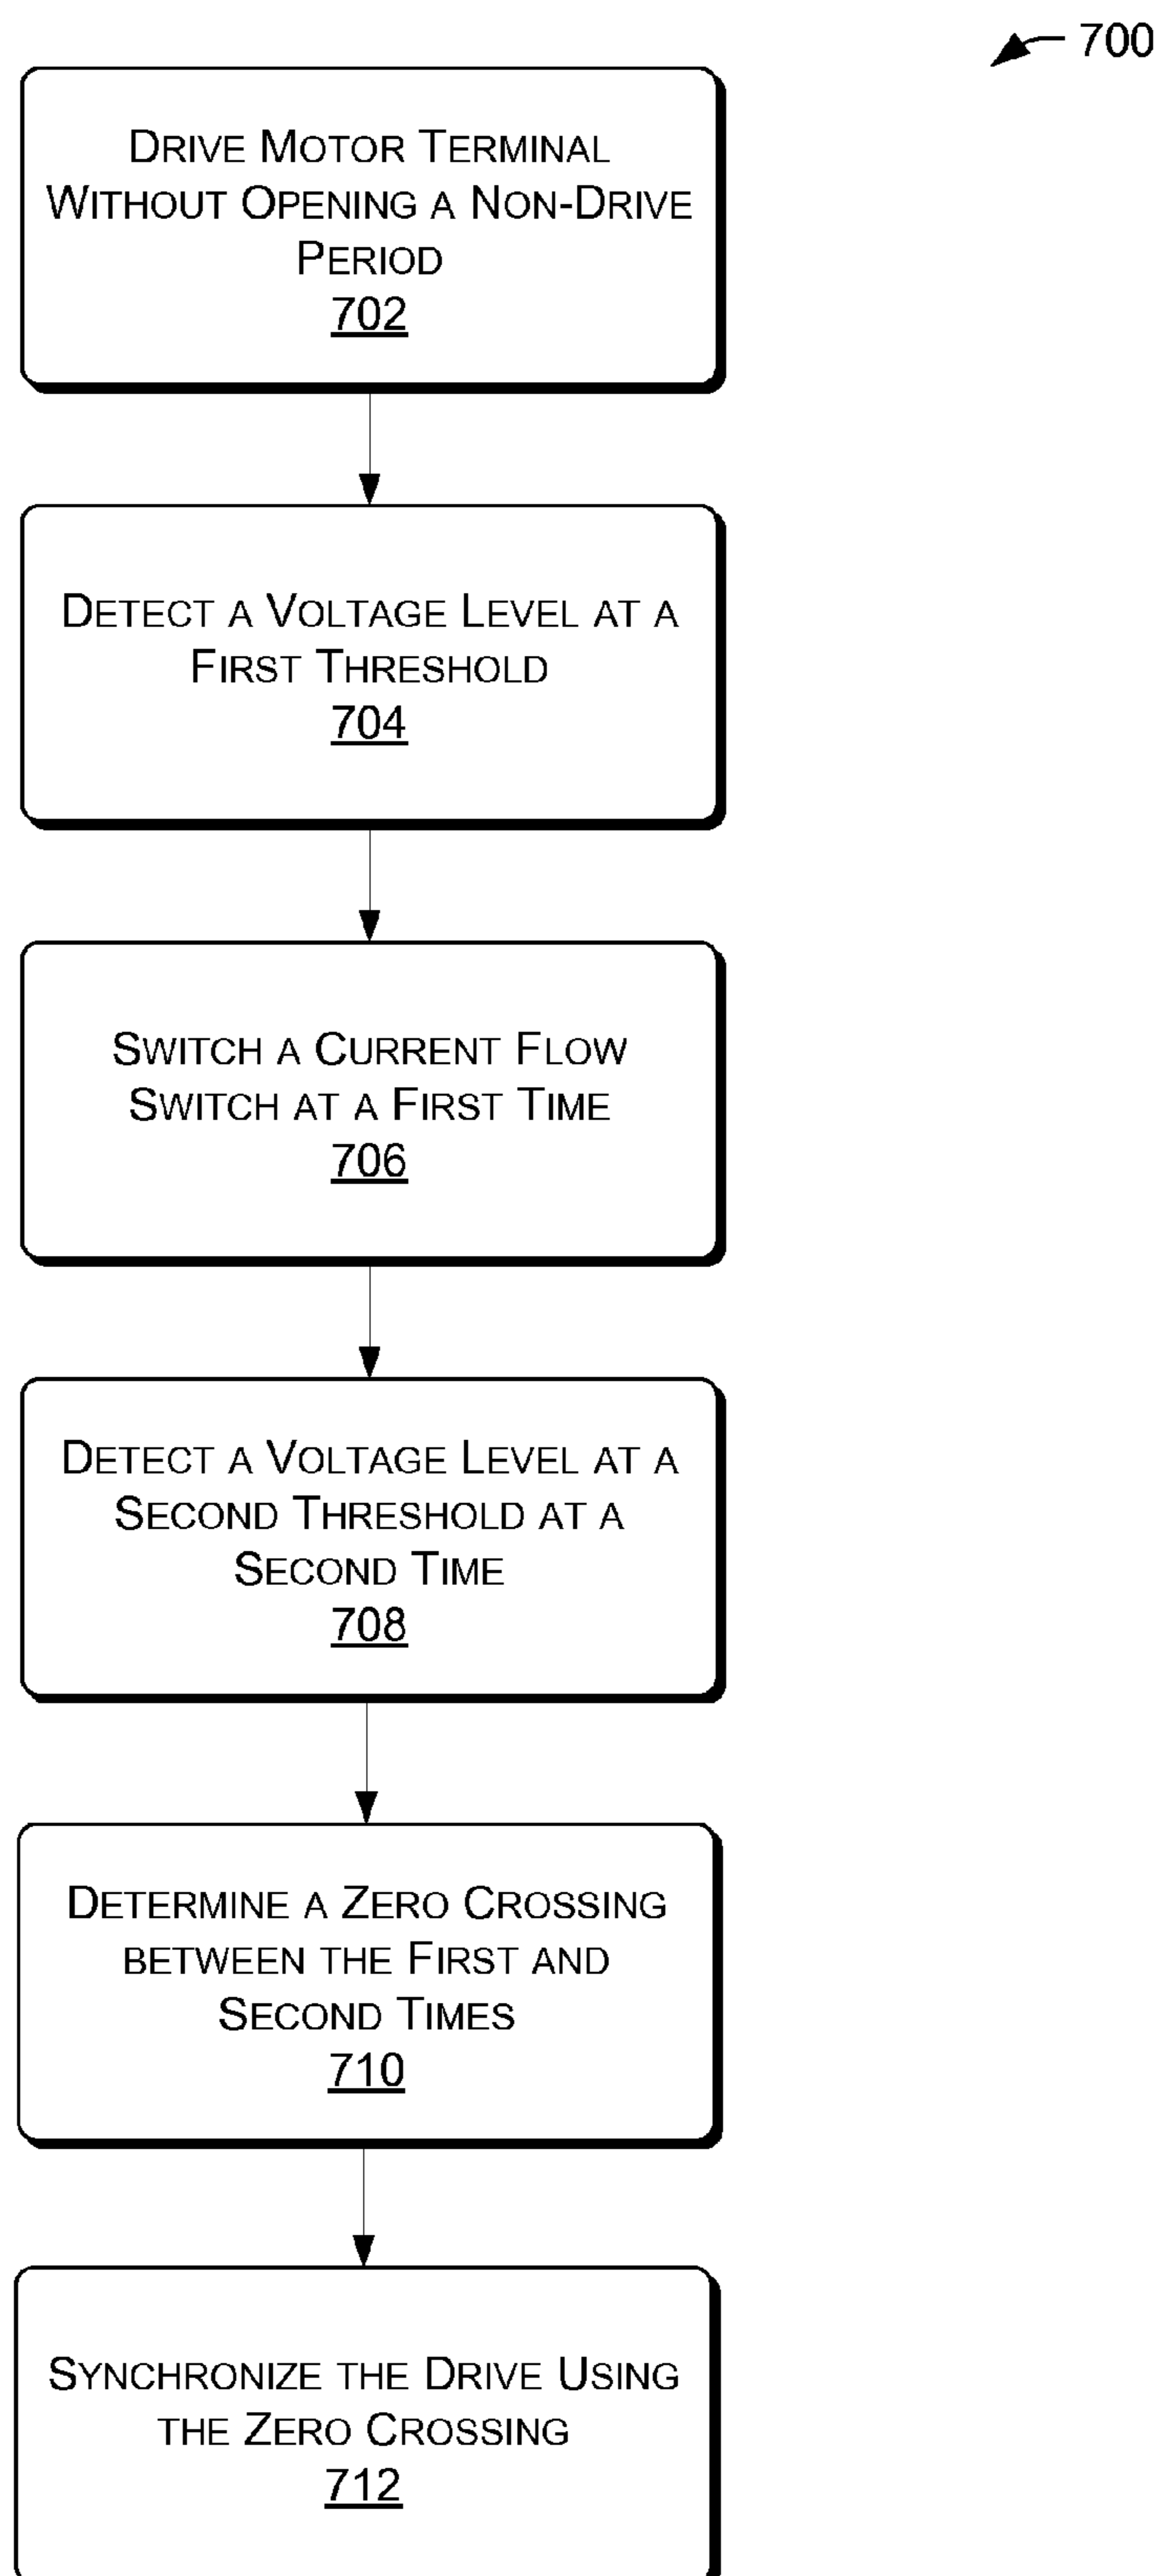 700
DRIVE MOTOR TERMINAL
WITHOUT OPENING A NON-DRIVE
PERIOD
702
DETECT A VOLTAGE LEVEL AT A
FIRST THRESHOLD
704
SWITCH A CURRENT FLOW
SWITCH AT A FIRST TIME
706
DETECT A VOLTAGE LEVEL AT A
SECOND THRESHOLD AT A
SECOND TIME
708
DETERMINE A ZERO CROSSING
BETWEEN THE FIRST AND
SECOND TIMES
710
SYNCHRONIZE THE DRIVE USING
THE ZERO CROSSING
712